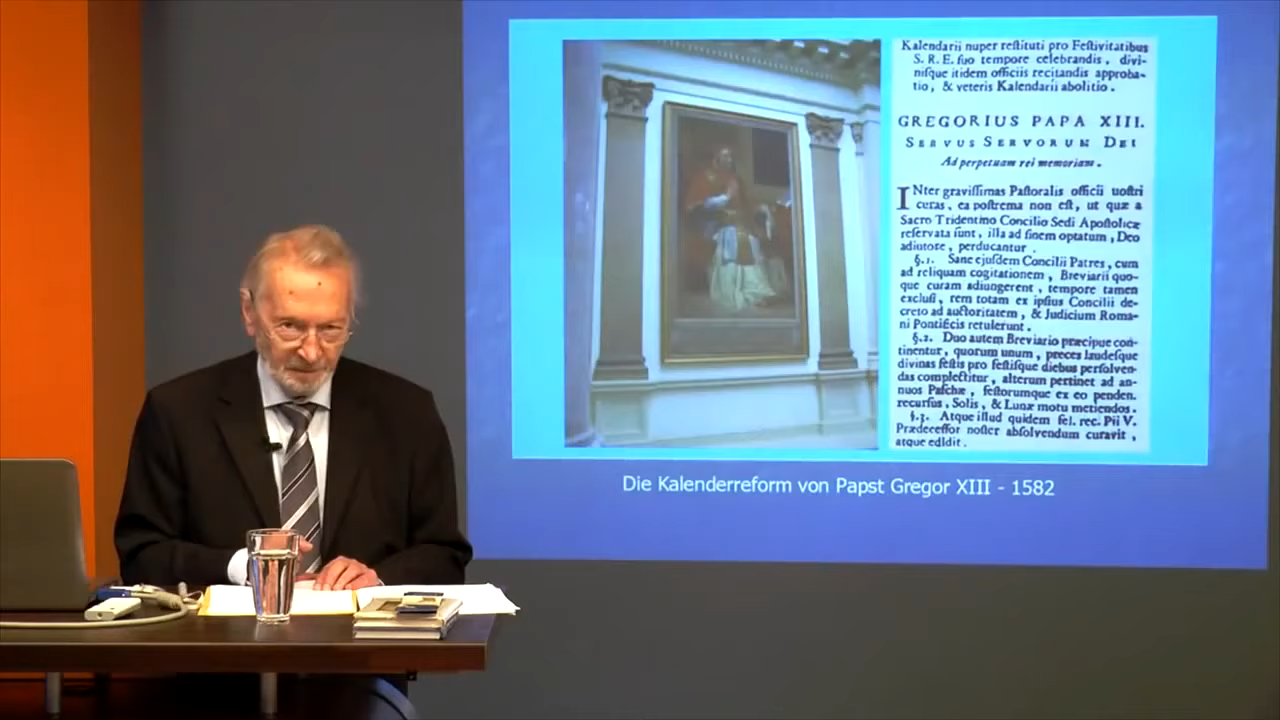 Kalendarii nuper reſtituti pro Feſtivitatibus
S. R. E. ſuo tempore celebrandis, divi-
niſque itidem officiis recitandis approba-
tio, & veteris Kalendarii abolitio.
GREGORIUS PAPA XIII.
SERVUS SERVORUM DEI
Ad perpetuam rei memoriam.
INter graviſſimas Paſtoralis officii noſtri
curas, ea poſtrema non eſt, ut quæ a
Sacro Tridentino Concilio Sedi Apoſtolicæ
reſervata ſunt, illa ad finem optatum, Deo
adiutore, perducantur.
§.1. Sane ejuſdem Concilii Patres, cum
ad reliquam cogitationem, Breviarii quo-
que curam adiungerent, tempore tamen
excluſi, rem totam ex ipſius Concilii de-
creto ad auctoritatem, & Judicium Roma-
ni Pontificis retulerunt.
§.2. Duo autem Breviario præcipue con-
tinentur, quorum unum, preces laudeſque
divinas feſtis pro feſtiſque diebus perſolven-
das complectitur, alterum pertinet ad an-
nuos Paſchæ, feſtorumque ex eo penden.
recurſus, Solis, & Lunæ motu metiendos.
§.3. Atque illud quidem fel. rec. Pii V.
Prædeceſſor noſter abſolvendum curavit,
atque edidit.
Die Kalenderreform von Papst Gregor XIII - 1582